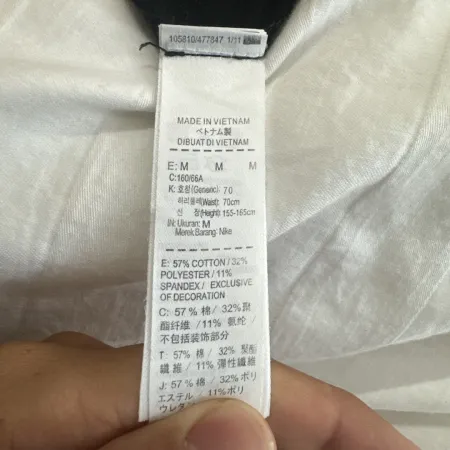 105810/477847 1/11
MADE IN VIETNAM
ベトナム製
DIBUAT DI VIETNAM
E: M M M
C:160/66A
K: 호칭(Generic): 70
허리둘레(Waist): 70cm
신 장(Height): 155-165cm
IN: Ukuran: M
Merek Barang: Nike
E: 57% COTTON / 32%
POLYESTER / 11%
SPANDEX / EXCLUSIVE
OF DECORATION
C: 57% 棉 / 32% 聚
酯纤维 / 11% 氨纶 /
不包括装饰部分
T: 57% 棉 / 32% 聚酯
纖維 / 11% 彈性纖維
J: 57% 綿 / 32% ポリ
エステル / 11% ポリ
ウレ